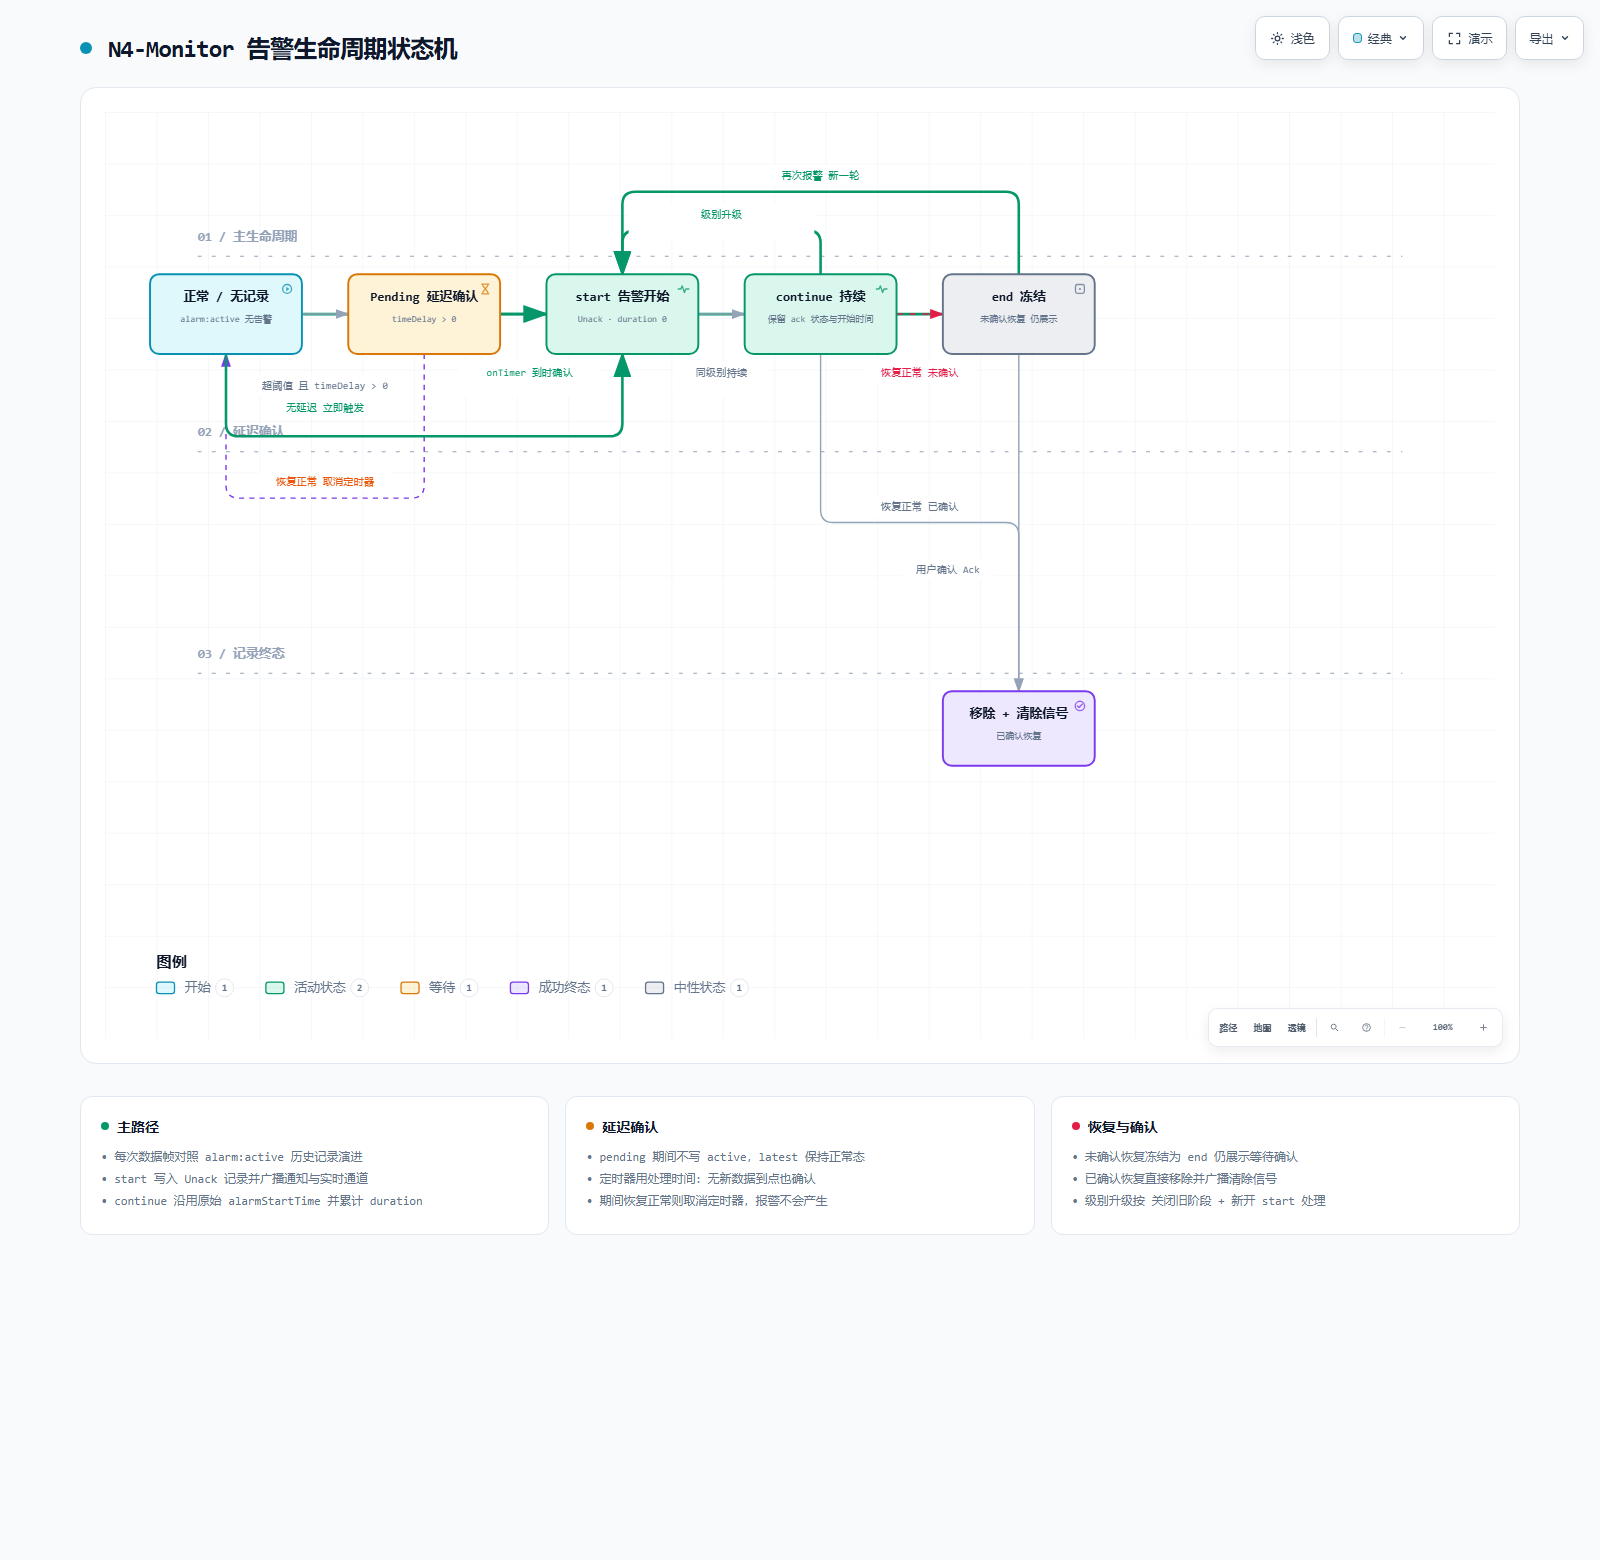 N4-Monitor 告警生命周期状态机
浅色
经典
演示
导出
再次报警 新一轮
级别升级
01 / 主生命周期
正常 / 无记录
alarm:active 无告警
Pending 延迟确认
timeDelay > 0
start 告警开始
Unack · duration 0
continue 持续
保留 ack 状态与开始时间
end 冻结
未确认恢复 仍展示
onTimer 到时确认
同级别持续
恢复正常 未确认
超阈值 且 timeDelay > 0
无延迟 立即触发
02 / 延迟确认
恢复正常 取消定时器
恢复正常 已确认
用户确认 Ack
03 / 记录终态
移除 + 清除信号
已确认恢复
图例
开始 1
活动状态 2
等待 1
成功终态 1
中性状态 1
路径
地图
透镜
100%
主路径
• 每次数据帧对照 alarm:active 历史记录演进
• start 写入 Unack 记录并广播通知与实时通道
• continue 沿用原始 alarmStartTime 并累计 duration
延迟确认
• pending 期间不写 active, latest 保持正常态
• 定时器用处理时间: 无新数据到点也确认
• 期间恢复正常则取消定时器, 报警不会产生
恢复与确认
• 未确认恢复冻结为 end 仍展示等待确认
• 已确认恢复直接移除并广播清除信号
• 级别升级按 关闭旧阶段 + 新开 start 处理